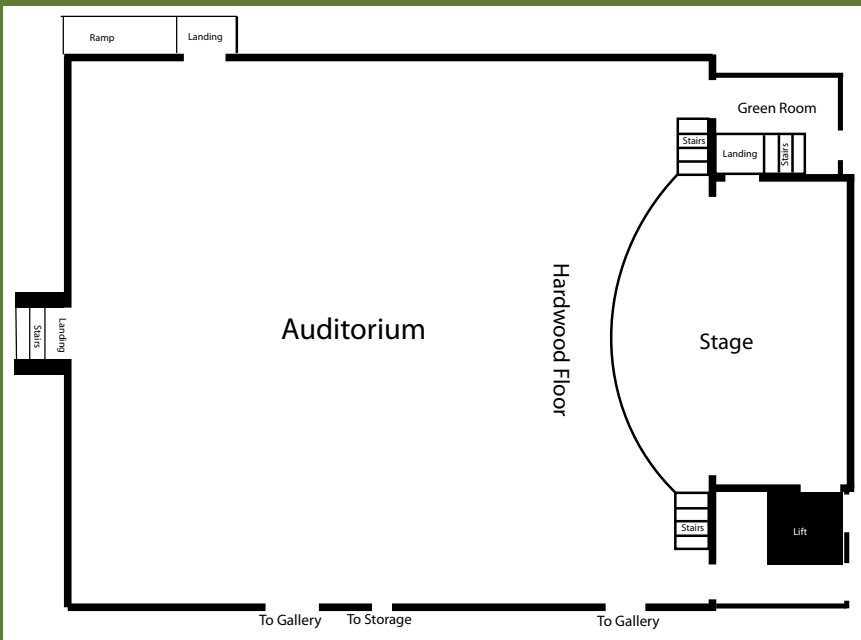 Ramp
Landing
Green Room
Stairs
Landing
Stairs
Hardwood Floor
Auditorium
Stage
Stairs
Landing
Stairs
Lift
To Gallery
To Storage
To Gallery